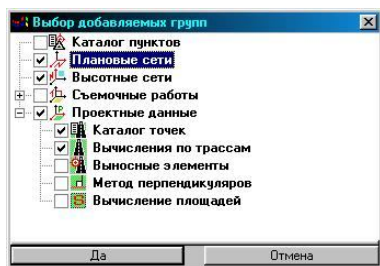 Выбор добавляемых групп
Каталог пунктов
Плановые сети
Высотные сети
Съемочные работы
Проектные данные
Каталог точек
Вычисления по трассам
Выносные элементы
Метод перпендикуляров
Вычисление площадей
Да Отмена